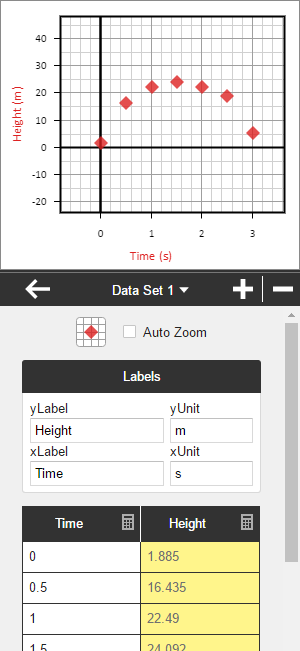 40
30
20
10
0
-10
-20
Height (m)
0 1 2 3
Time (s)
Data Set 1
Auto Zoom
Labels
yLabel yUnit
Height m
xLabel xUnit
Time s
Time Height
0 1.885
0.5 16.435
1 22.49
1.5 24.092